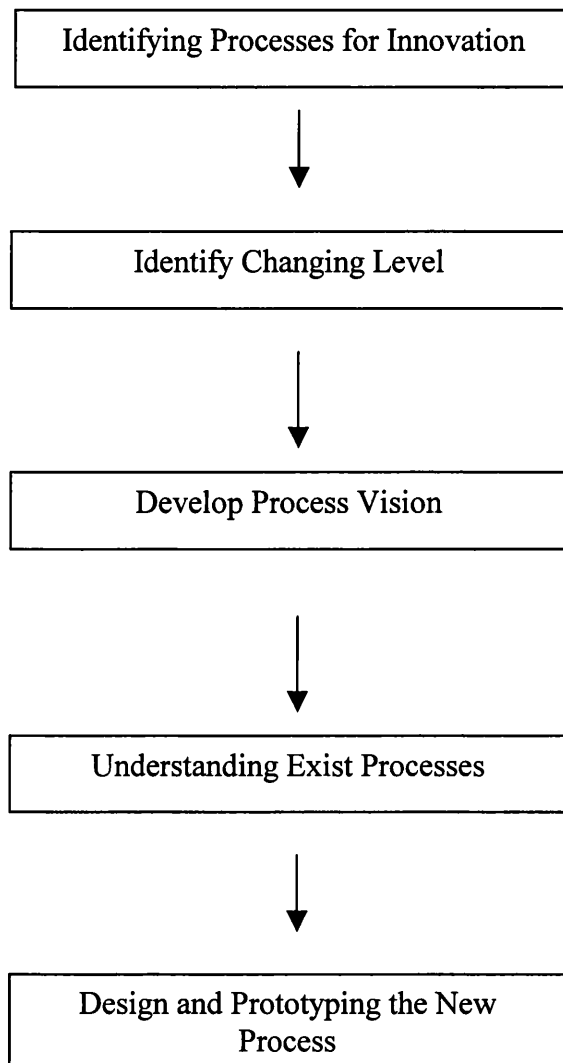 Identifying Processes for Innovation
Identify Changing Level
Develop Process Vision
Understanding Exist Processes
Design and Prototyping the New
Process